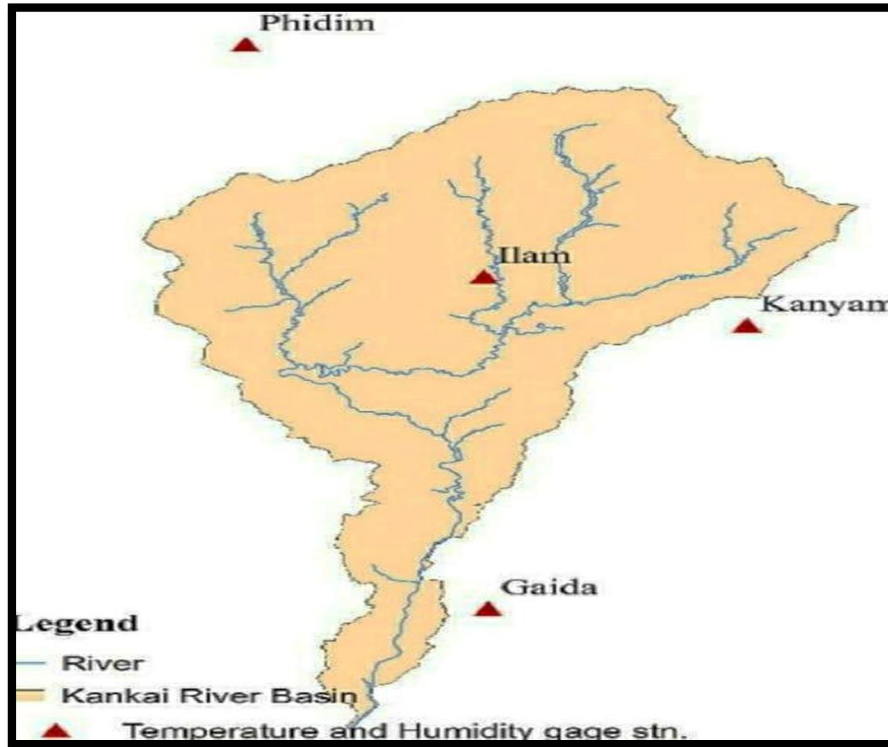 Phidim
Ilam
Kanyam
Gaida
Legend
River
Kankai River Basin
Temperature and Humidity gage stn.